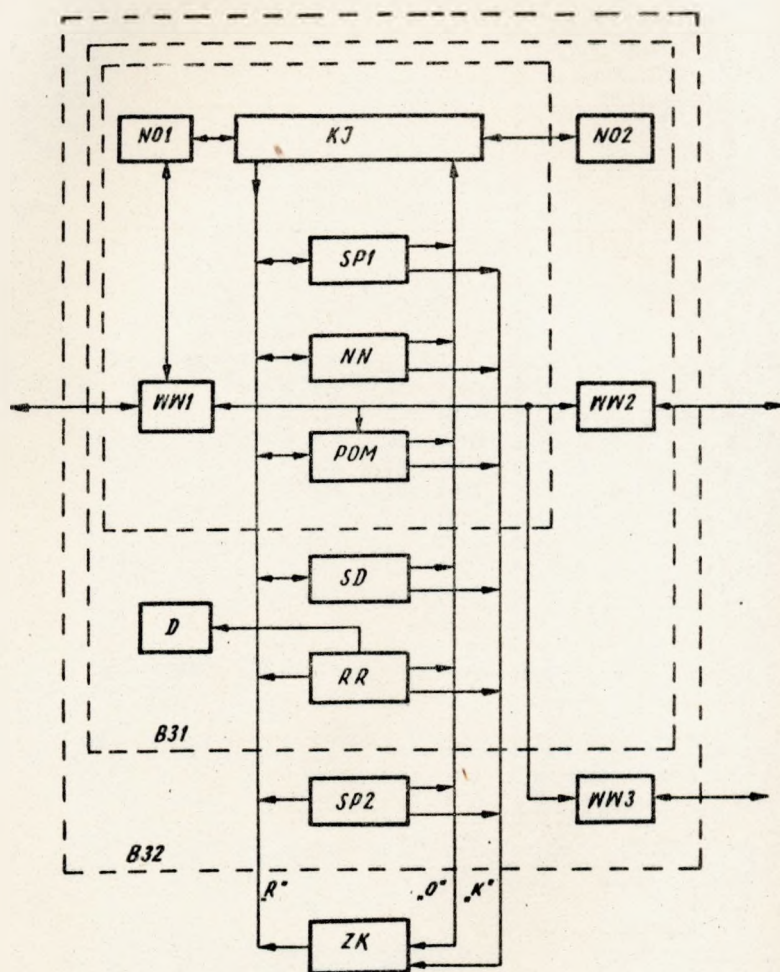 NO1
KJ
NO2
SP1
NN
WW1
WW2
POM
SD
D
RR
B31
SP2
WW3
B32
„R"
„O"
„K"
ZK